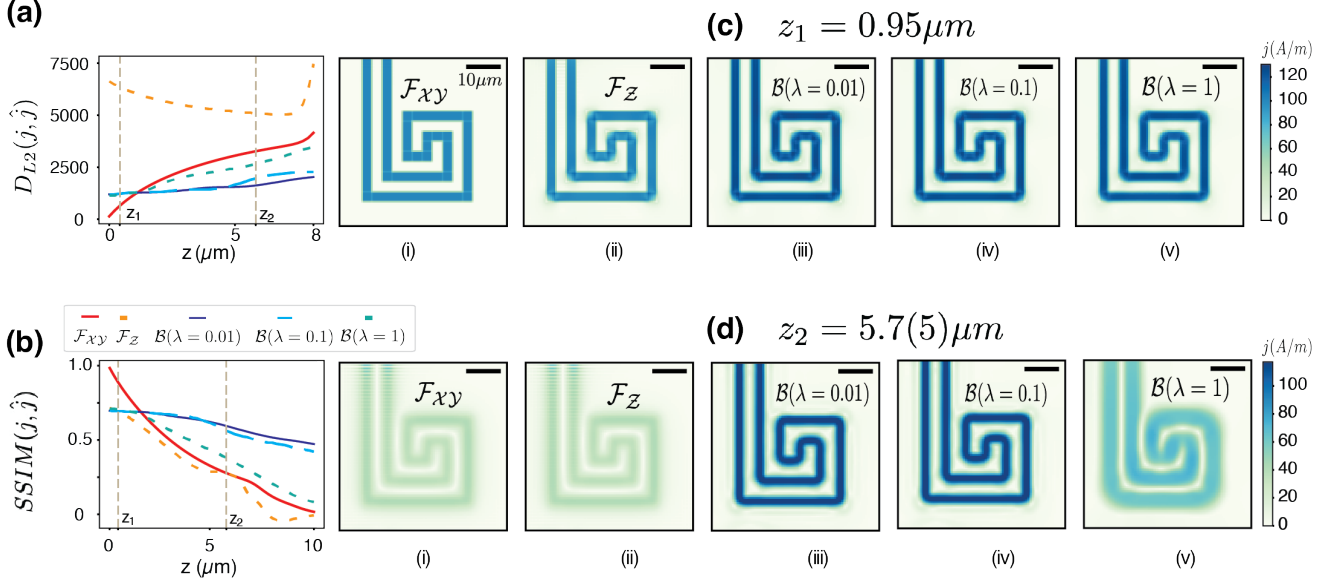 (a)
(c) z₁ = 0.95μm
D_{L2}(j, ĵ)
7500
5000
2500
0
z₁
z₂
0
5
8
z (μm)
ℱ_{𝒳𝒴}
10μm
(i)
ℱ_𝒵
(ii)
ℬ(λ = 0.01)
(iii)
ℬ(λ = 0.1)
(iv)
ℬ(λ = 1)
(v)
j(A/m)
120
100
80
60
40
20
0
ℱ_{𝒳𝒴} ℱ_𝒵 ℬ(λ = 0.01) ℬ(λ = 0.1) ℬ(λ = 1)
(b)
(d) z₂ = 5.7(5)μm
SSIM(j, ĵ)
1.0
0.5
0
z₁
z₂
0
5
10
z (μm)
ℱ_{𝒳𝒴}
(i)
ℱ_𝒵
(ii)
ℬ(λ = 0.01)
(iii)
ℬ(λ = 0.1)
(iv)
ℬ(λ = 1)
(v)
j(A/m)
100
80
60
40
20
0